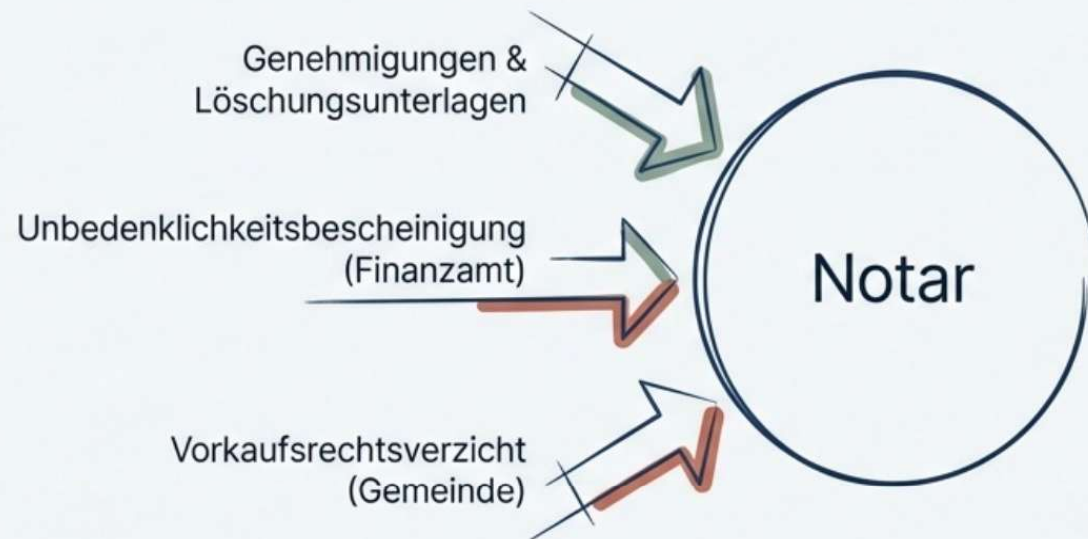 Genehmigungen &
Löschungsunterlagen
Unbedenklichkeitsbescheinigung
(Finanzamt)
Notar
Vorkaufsrechtsverzicht
(Gemeinde)